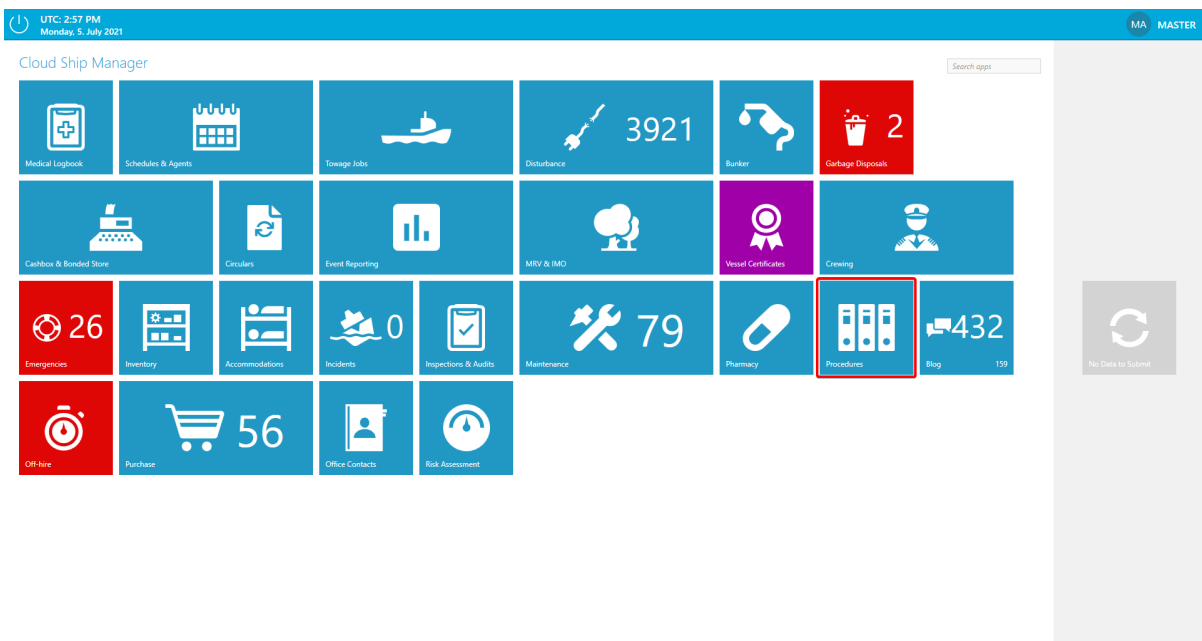 UTC: 2:57 PM
Monday, 5. July 2021
MA MASTER
Cloud Ship Manager
Search apps
Medical Logbook
Schedules & Agents
Towage Jobs
3921
Disturbance
Bunker
2
Garbage Disposals
Cashbox & Bonded Store
Circulars
Event Reporting
MRV & IMO
Vessel Certificates
Crewing
26
Emergencies
Inventory
Accommodations
0
Incidents
Inspections & Audits
79
Maintenance
Pharmacy
Procedures
432
Blog 159
No Data to Submit
Off-hire
56
Purchase
Office Contacts
Risk Assessment